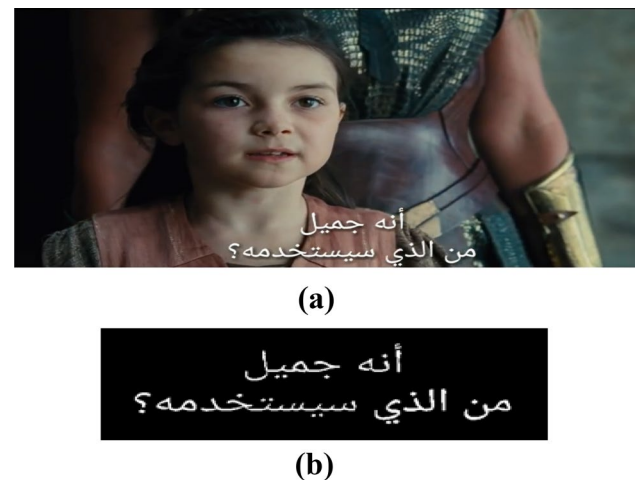 أنه جميل
من الذي سيستخدمه؟
(a)
أنه جميل
من الذي سيستخدمه؟
(b)